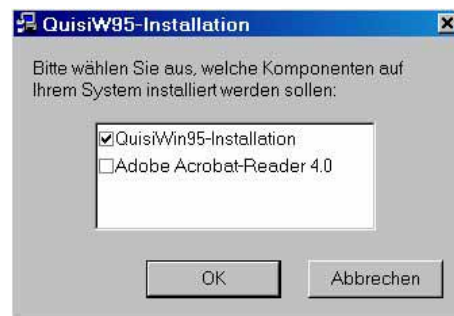 QuisiW95-Installation
Bitte wählen Sie aus, welche Komponenten auf
Ihrem System installiert werden sollen:
QuisiWin95-Installation
Adobe Acrobat-Reader 4.0
OK
Abbrechen